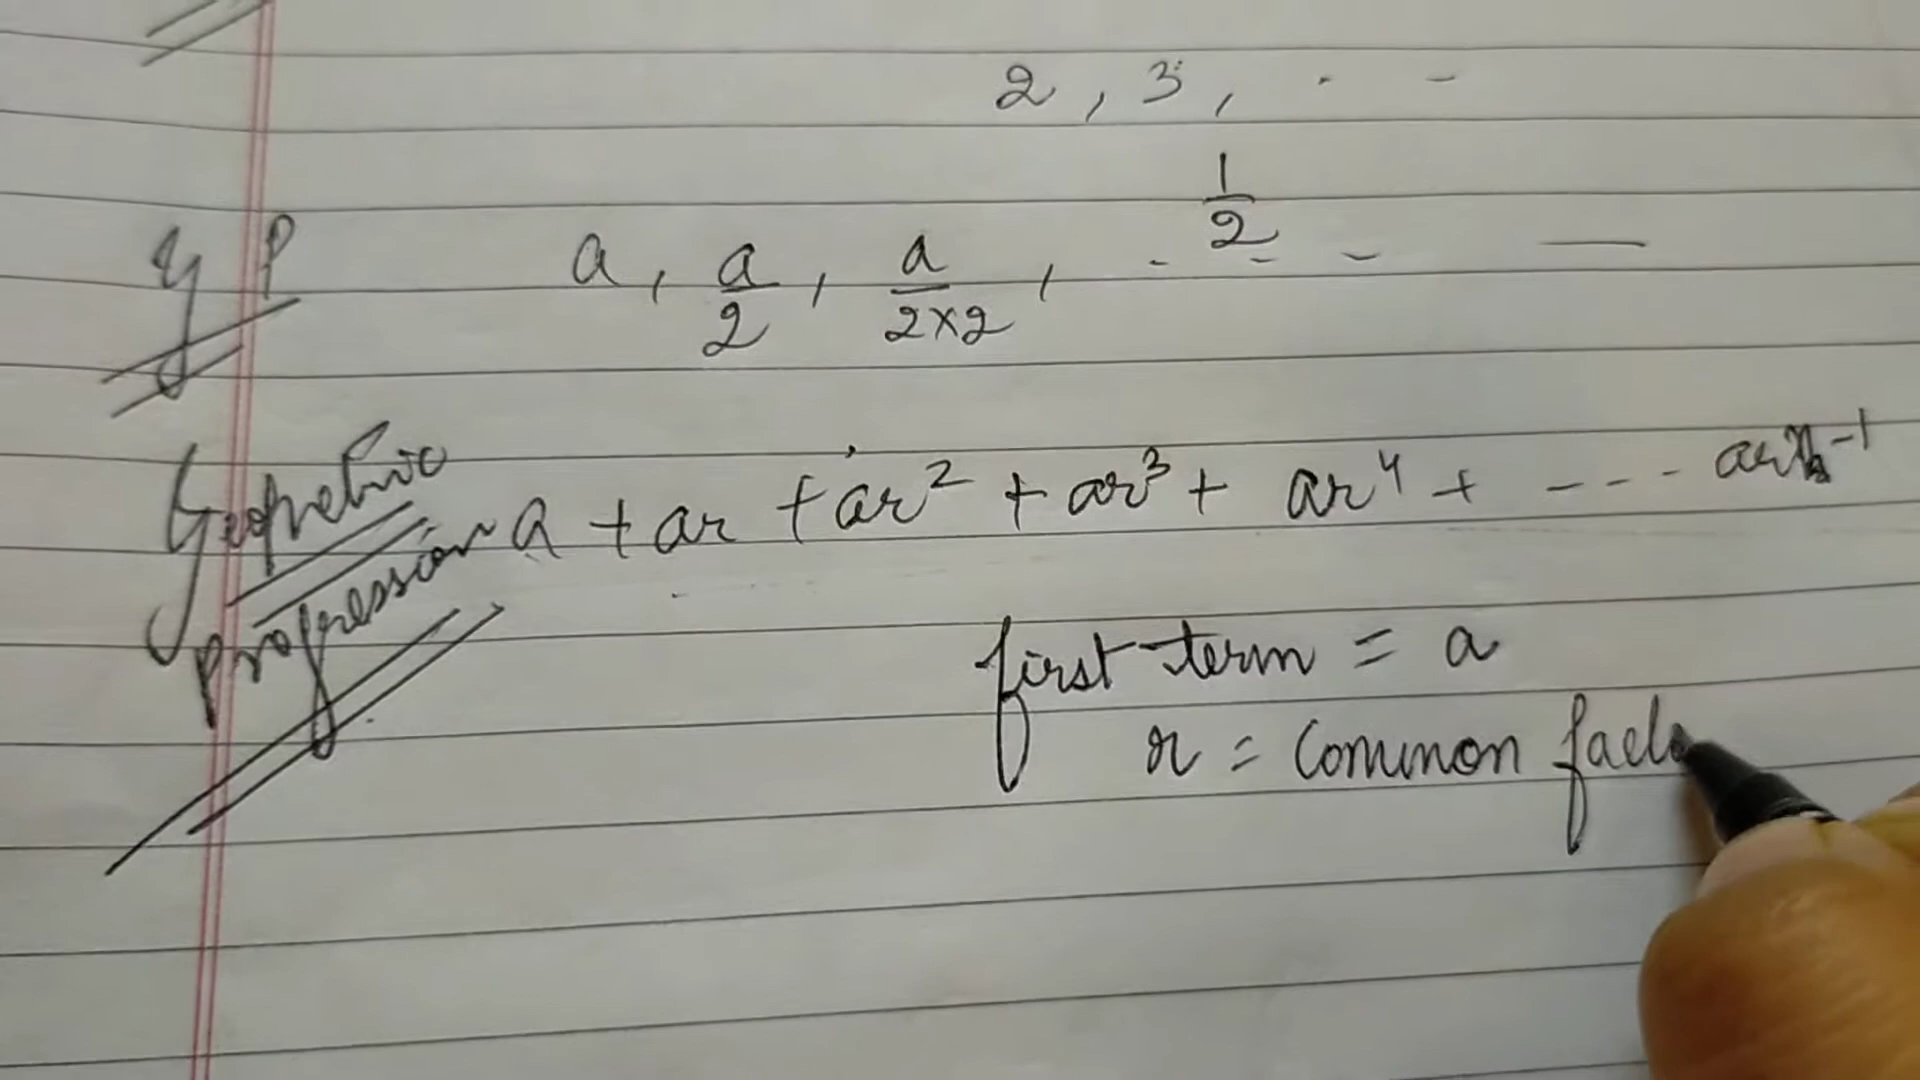 2, 3, . -
1/2
G P a, a/2, a/2×2, . - - —
Geometric
Progression a + ar + ar² + ar³ + ar⁴ + --- arⁿ⁻¹
first term = a
r = Common facto